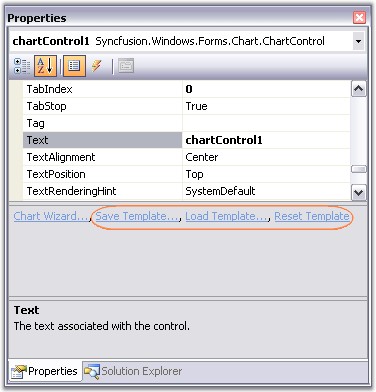 Properties
chartControl1 Syncfusion.Windows.Forms.Chart.ChartControl
TabIndex 0
TabStop True
Tag
Text chartControl1
TextAlignment Center
TextPosition Top
TextRenderingHint SystemDefault
Chart Wizard..., Save Template..., Load Template..., Reset Template
Text
The text associated with the control.
Properties Solution Explorer